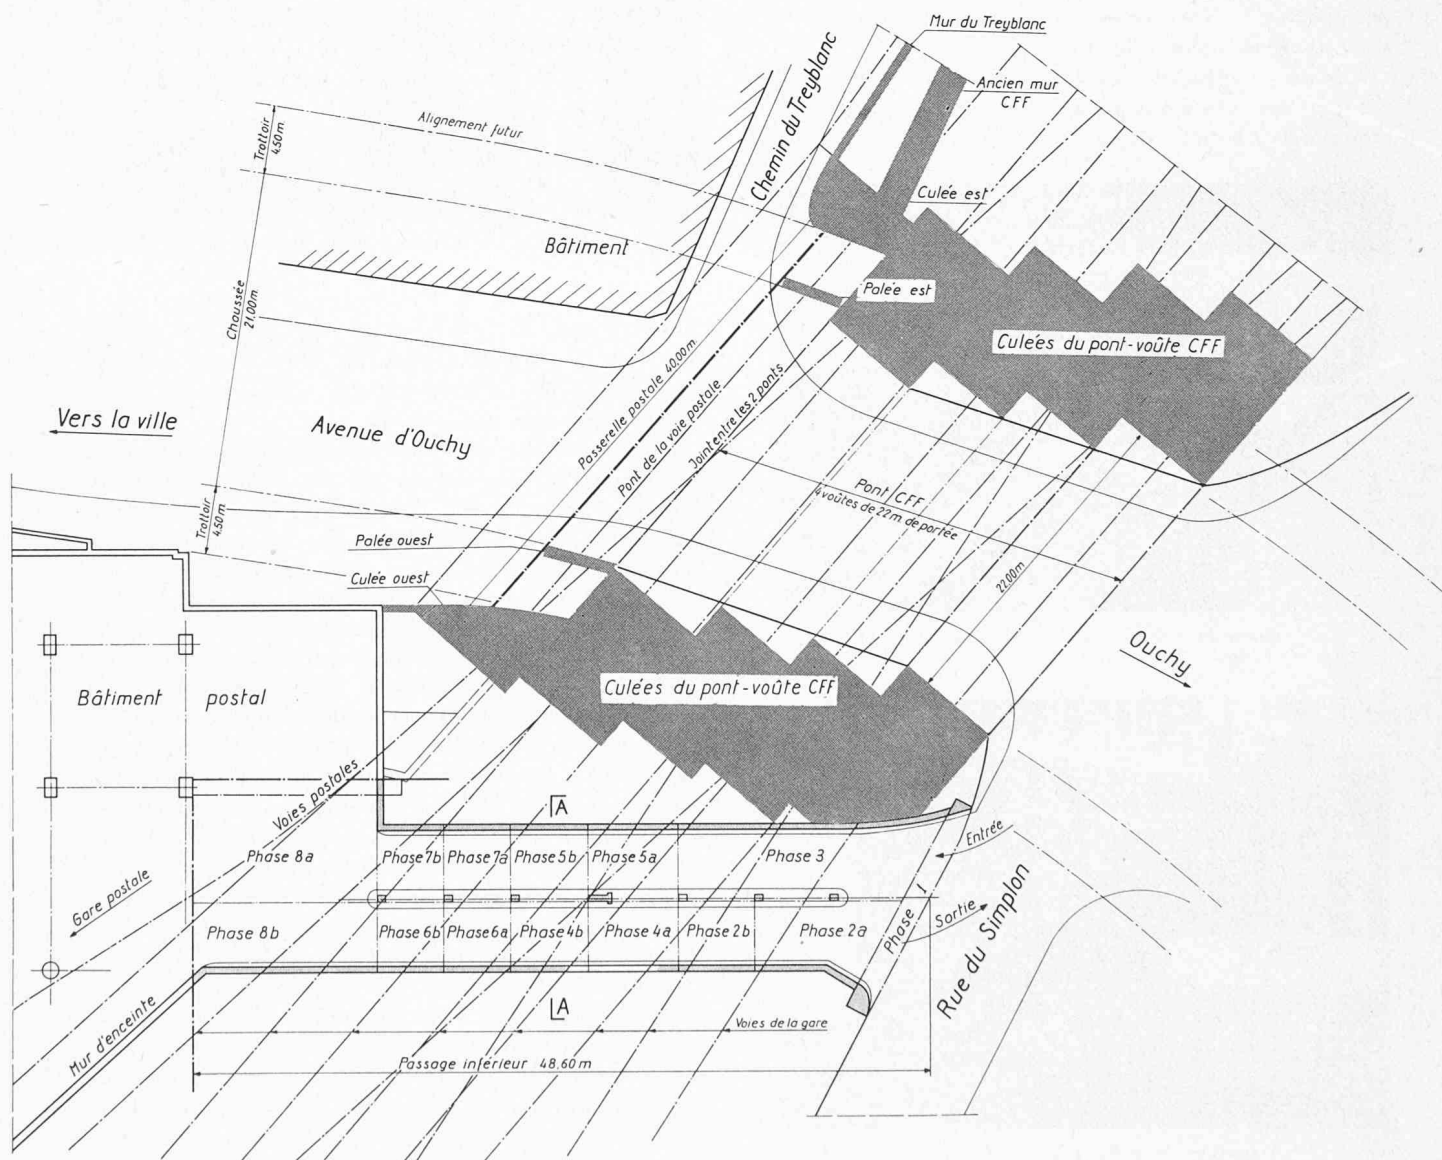 Mur du Treyblanc
Ancien mur
CFF
Chemin du Treyblanc
Trottoir
4.50m.
Alignement futur
Culée est
Bâtiment
Palée est
Chaussée
21.00m
Culées du pont-voûte CFF
Passerelle postale 40.00m.
Pont de la voie postale
Joint entre les 2 ponts
Vers la ville
Avenue d'Ouchy
Pont CFF
4 voûtes de 22m de portée
Trottoir
4.50m
Palée ouest
Culée ouest
22.00m
Ouchy
Bâtiment postal
Culées du pont-voûte CFF
Voies postales
A
Entrée
Phase 8a
Phase 7b
Phase 7a
Phase 5b
Phase 5a
Phase 3
Gare postale
Phase 1
Sortie
Phase 8b
Phase 6b
Phase 6a
Phase 4b
Phase 4a
Phase 2b
Phase 2a
Rue du Simplon
A
Mur d'enceinte
Voies de la gare
Passage inférieur 48.60m